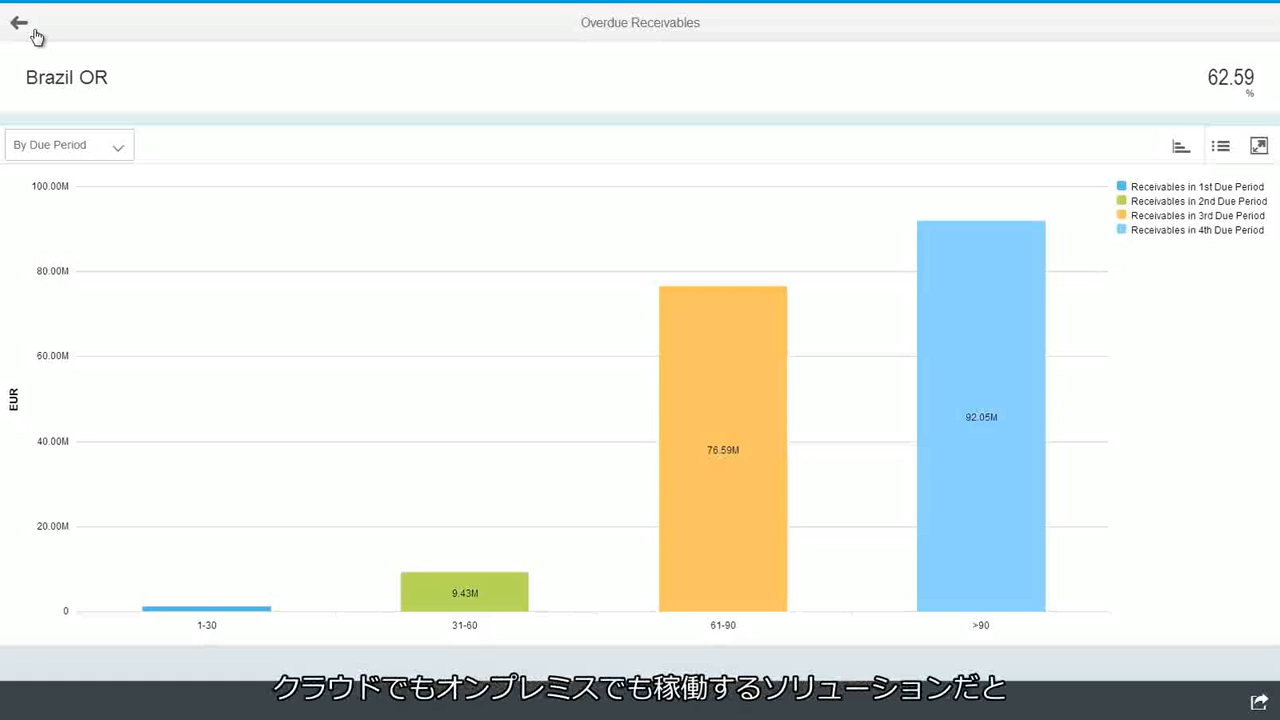 Overdue Receivables
Brazil OR
62.59
%
By Due Period
100.00M
80.00M
60.00M
40.00M
20.00M
0
EUR
9.43M
76.59M
92.05M
1-30
31-60
61-90
>90
Receivables in 1st Due Period
Receivables in 2nd Due Period
Receivables in 3rd Due Period
Receivables in 4th Due Period
クラウドでもオンプレミスでも稼働するソリューションだと